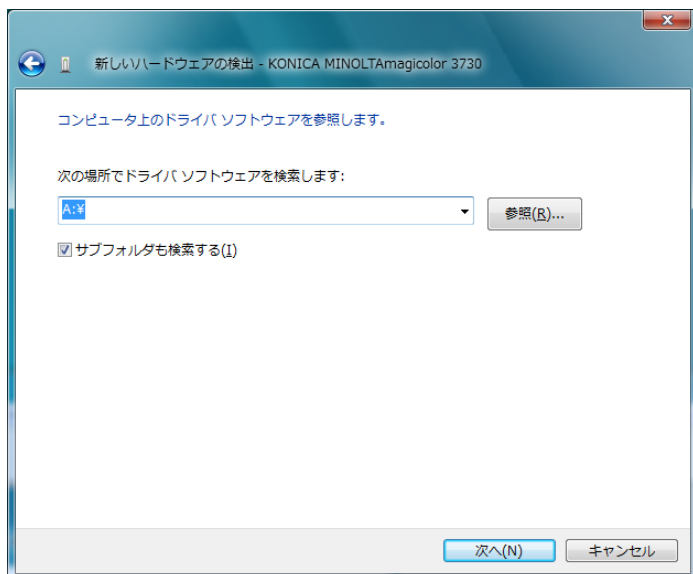 新しいハードウェアの検出 - KONICA MINOLTAmagicolor 3730
コンピュータ上のドライバ ソフトウェアを参照します。
次の場所でドライバ ソフトウェアを検索します:
A:¥
参照(R)...
サブフォルダも検索する(I)
次へ(N)
キャンセル